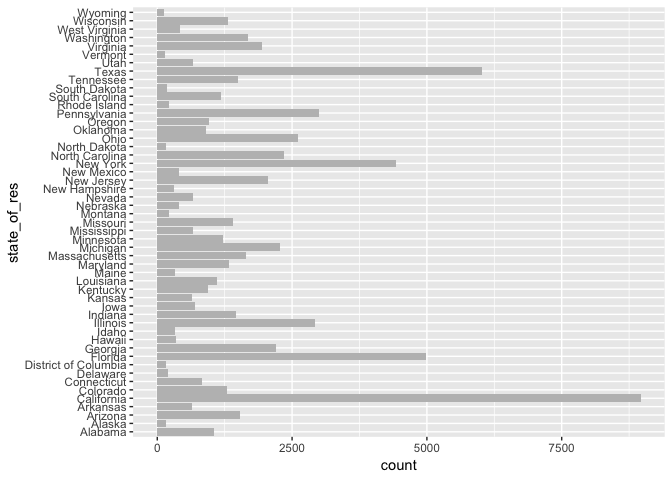 Wyoming
Wisconsin
West Virginia
Washington
Virginia
Vermont
Utah
Texas
Tennessee
South Dakota
South Carolina
Rhode Island
Pennsylvania
Oregon
Oklahoma
Ohio
North Dakota
North Carolina
New York
New Mexico
New Jersey
New Hampshire
Nevada
Nebraska
Montana
Missouri
Mississippi
Minnesota
Michigan
Massachusetts
Maryland
Maine
Louisiana
Kentucky
Kansas
Iowa
Indiana
Illinois
Idaho
Hawaii
Georgia
Florida
District of Columbia
Delaware
Connecticut
Colorado
California
Arkansas
Arizona
Alaska
Alabama
state_of_res
0 2500 5000 7500
count